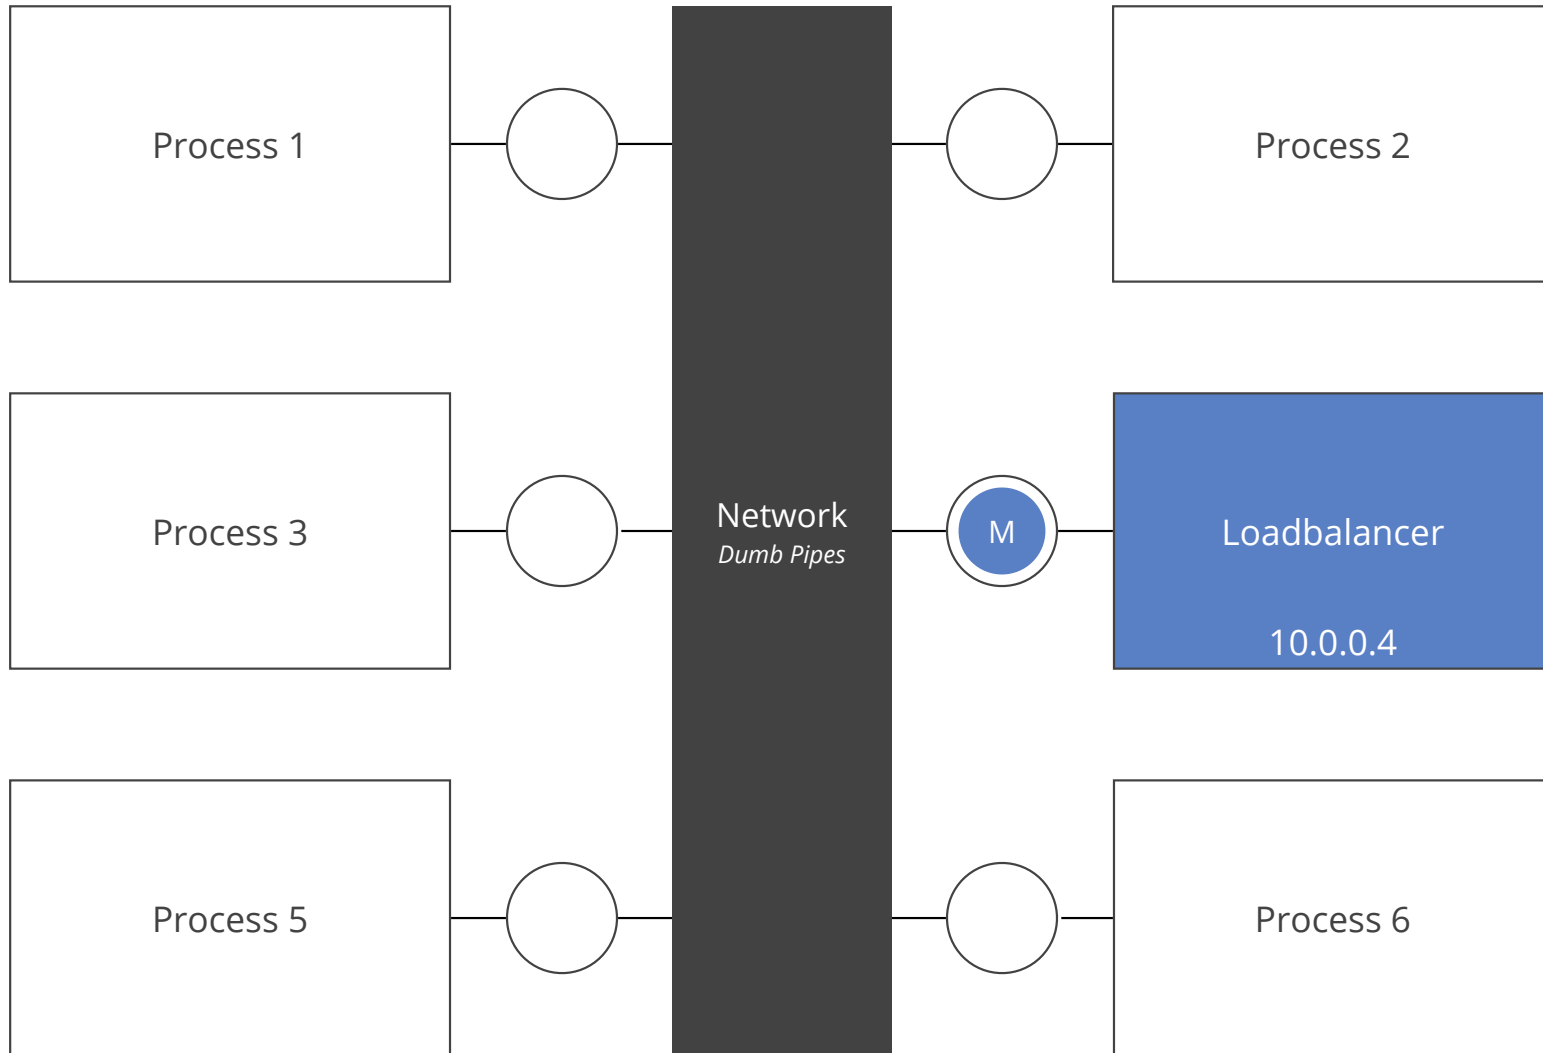 Process 1
Process 2
Process 3
Network
Dumb Pipes
M
Loadbalancer
10.0.0.4
Process 5
Process 6